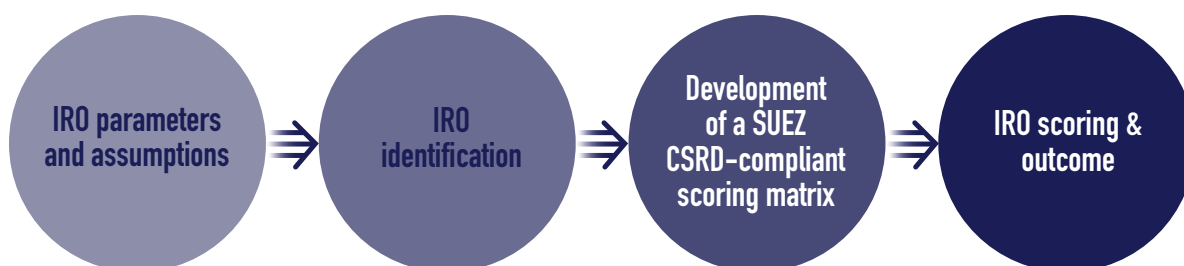 IRO parameters
and assumptions
IRO
identification
Development
of a SUEZ
CSRD-compliant
scoring matrix
IRO scoring &
outcome